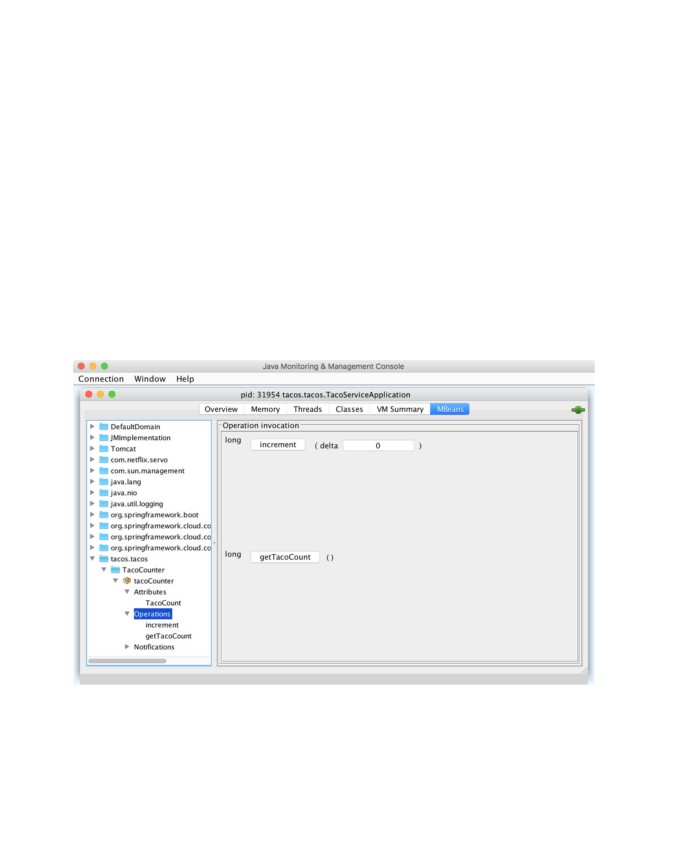 Java Monitoring & Management Console
Connection Window Help
pid: 31954 tacos.tacos.TacoServiceApplication
Overview Memory Threads Classes VM Summary MBeans
DefaultDomain
JMImplementation
Tomcat
com.netflix.servo
com.sun.management
java.lang
java.nio
java.util.logging
org.springframework.boot
org.springframework.cloud.co
org.springframework.cloud.co
org.springframework.cloud.co
tacos.tacos
TacoCounter
tacoCounter
Attributes
TacoCount
Operations
increment
getTacoCount
Notifications
Operation invocation
long increment ( delta 0 )
long getTacoCount ()